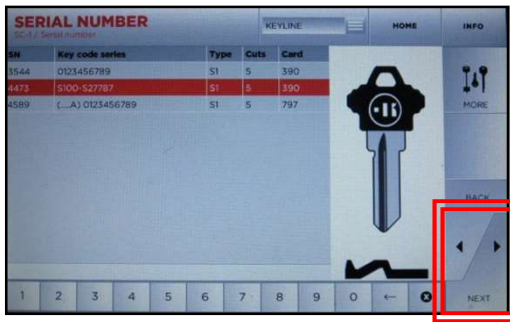 SERIAL NUMBER
SC-1 / Serial number
KEYLINE
HOME
INFO
SN Key code series Type Cuts Card
3544 0123456789 S1 5 390
4473 S100-S27787 S1 5 390
4589 (....A) 0123456789 S1 5 797
MORE
BACK
1 2 3 4 5 6 7 8 9 0 ←
NEXT